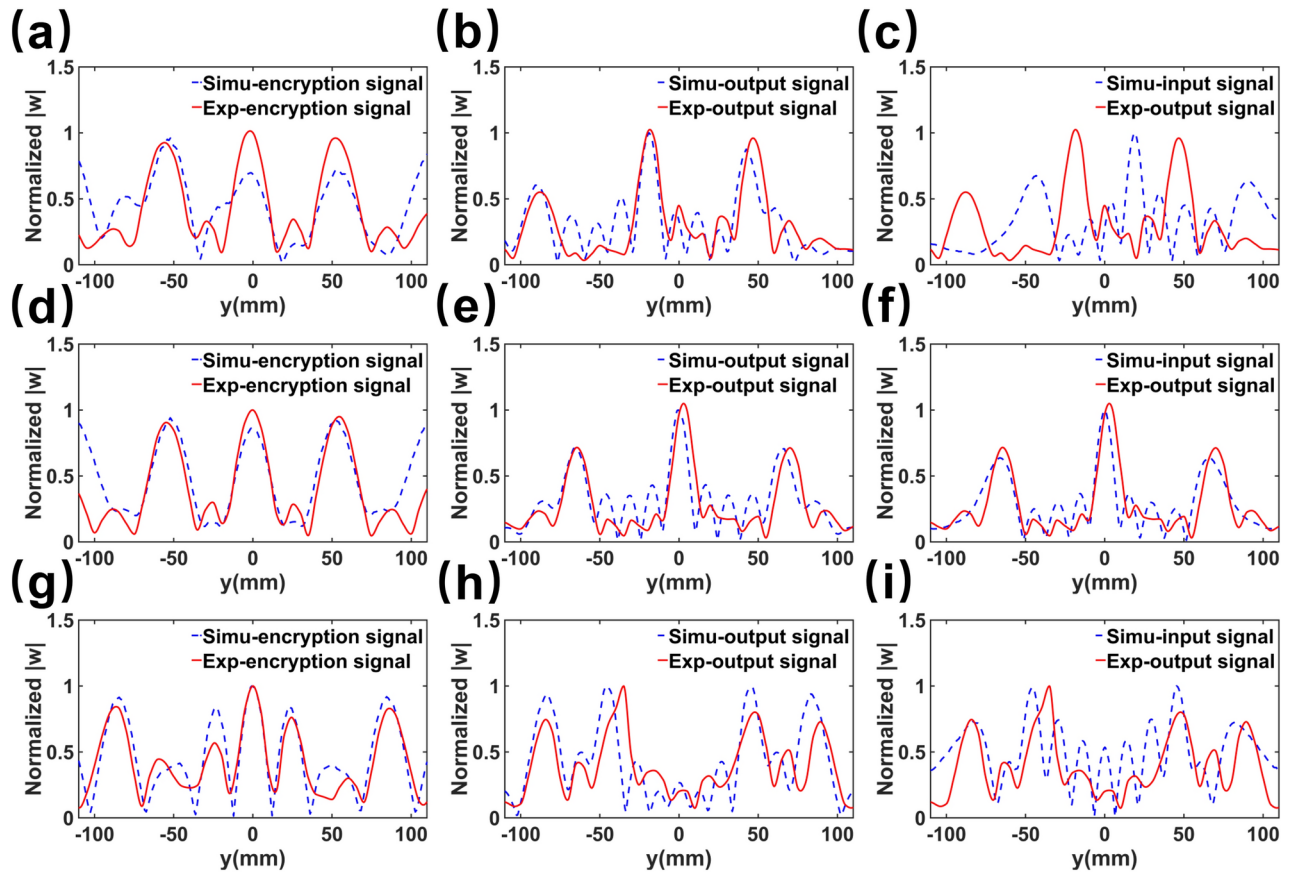 (a)
(b)
(c)
1.5
1
0.5
0
Normalized |w|
Simu-encryption signal
Exp-encryption signal
-100 -50 0 50 100
y(mm)
1.5
1
0.5
0
Normalized |w|
Simu-output signal
Exp-output signal
-100 -50 0 50 100
y(mm)
1.5
1
0.5
0
Normalized |w|
Simu-input signal
Exp-output signal
-100 -50 0 50 100
y(mm)
(d)
(e)
(f)
1.5
1
0.5
0
Normalized |w|
Simu-encryption signal
Exp-encryption signal
-100 -50 0 50 100
y(mm)
1.5
1
0.5
0
Normalized |w|
Simu-output signal
Exp-output signal
-100 -50 0 50 100
y(mm)
1.5
1
0.5
0
Normalized |w|
Simu-input signal
Exp-output signal
-100 -50 0 50 100
y(mm)
(g)
(h)
(i)
1.5
1
0.5
0
Normalized |w|
Simu-encryption signal
Exp-encryption signal
-100 -50 0 50 100
y(mm)
1.5
1
0.5
0
Normalized |w|
Simu-output signal
Exp-output signal
-100 -50 0 50 100
y(mm)
1.5
1
0.5
0
Normalized |w|
Simu-input signal
Exp-output signal
-100 -50 0 50 100
y(mm)